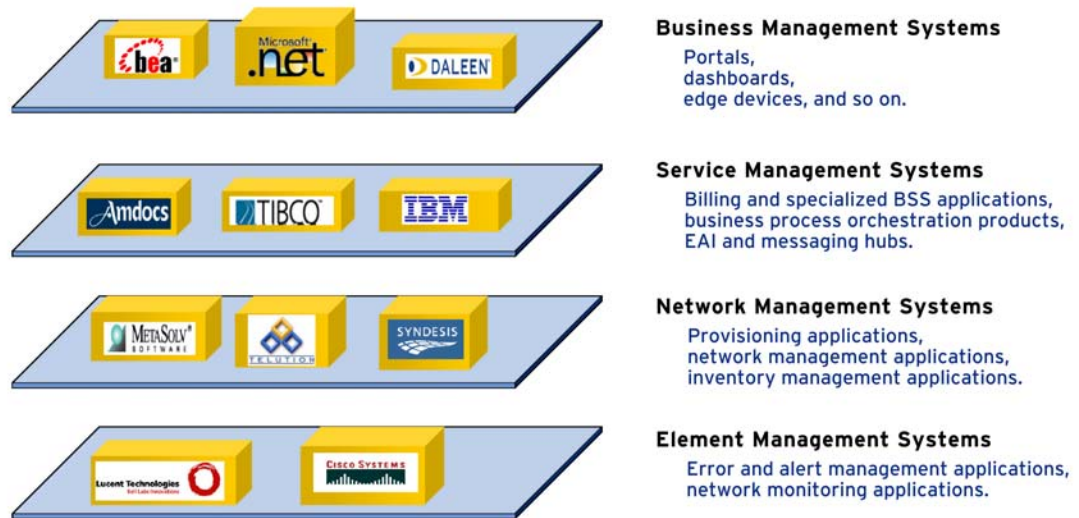 bea
Microsoft
.net
DALEEN
Business Management Systems
Portals,
dashboards,
edge devices, and so on.
Amdocs
TIBCO
IBM
Service Management Systems
Billing and specialized BSS applications,
business process orchestration products,
EAI and messaging hubs.
METASOLV
SOFTWARE
TELUTION
SYNDESIS
Network Management Systems
Provisioning applications,
network management applications,
inventory management applications.
Lucent Technologies
Bell Labs Innovations
CISCO SYSTEMS
Element Management Systems
Error and alert management applications,
network monitoring applications.